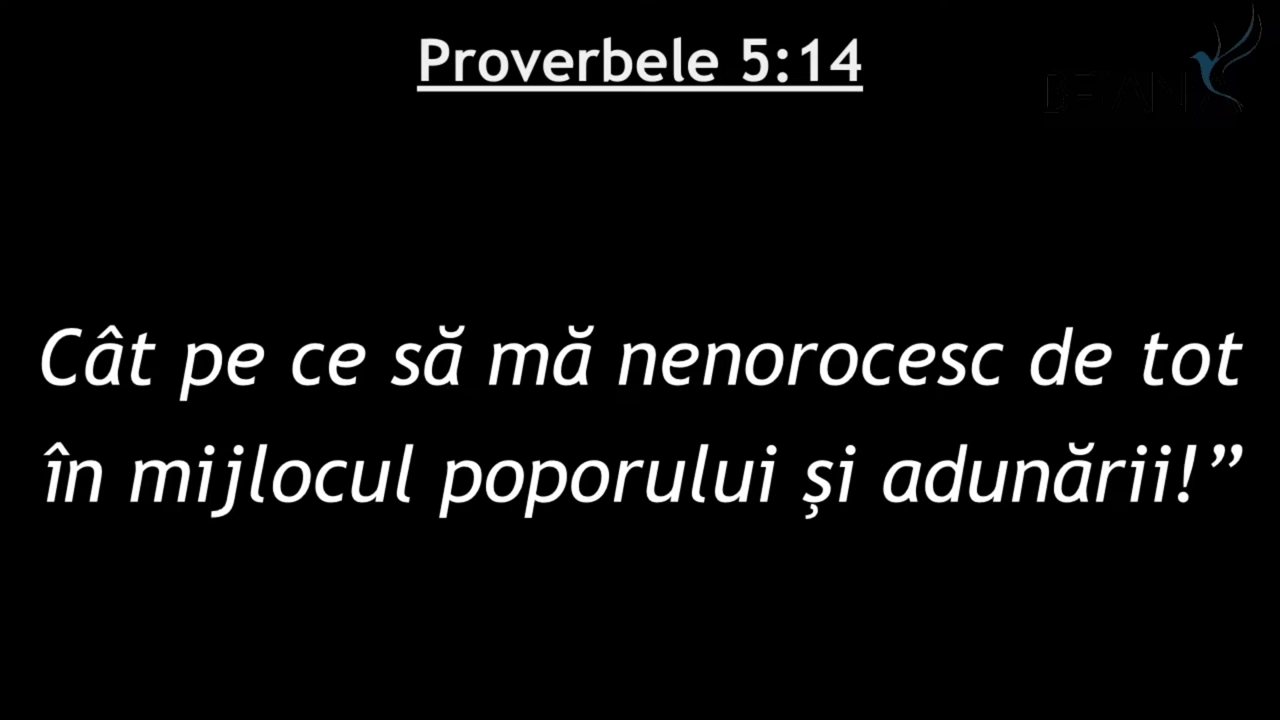 Proverbele 5:14
Cât pe ce să mă nenorocesc de tot
în mijlocul poporului și adunării!”